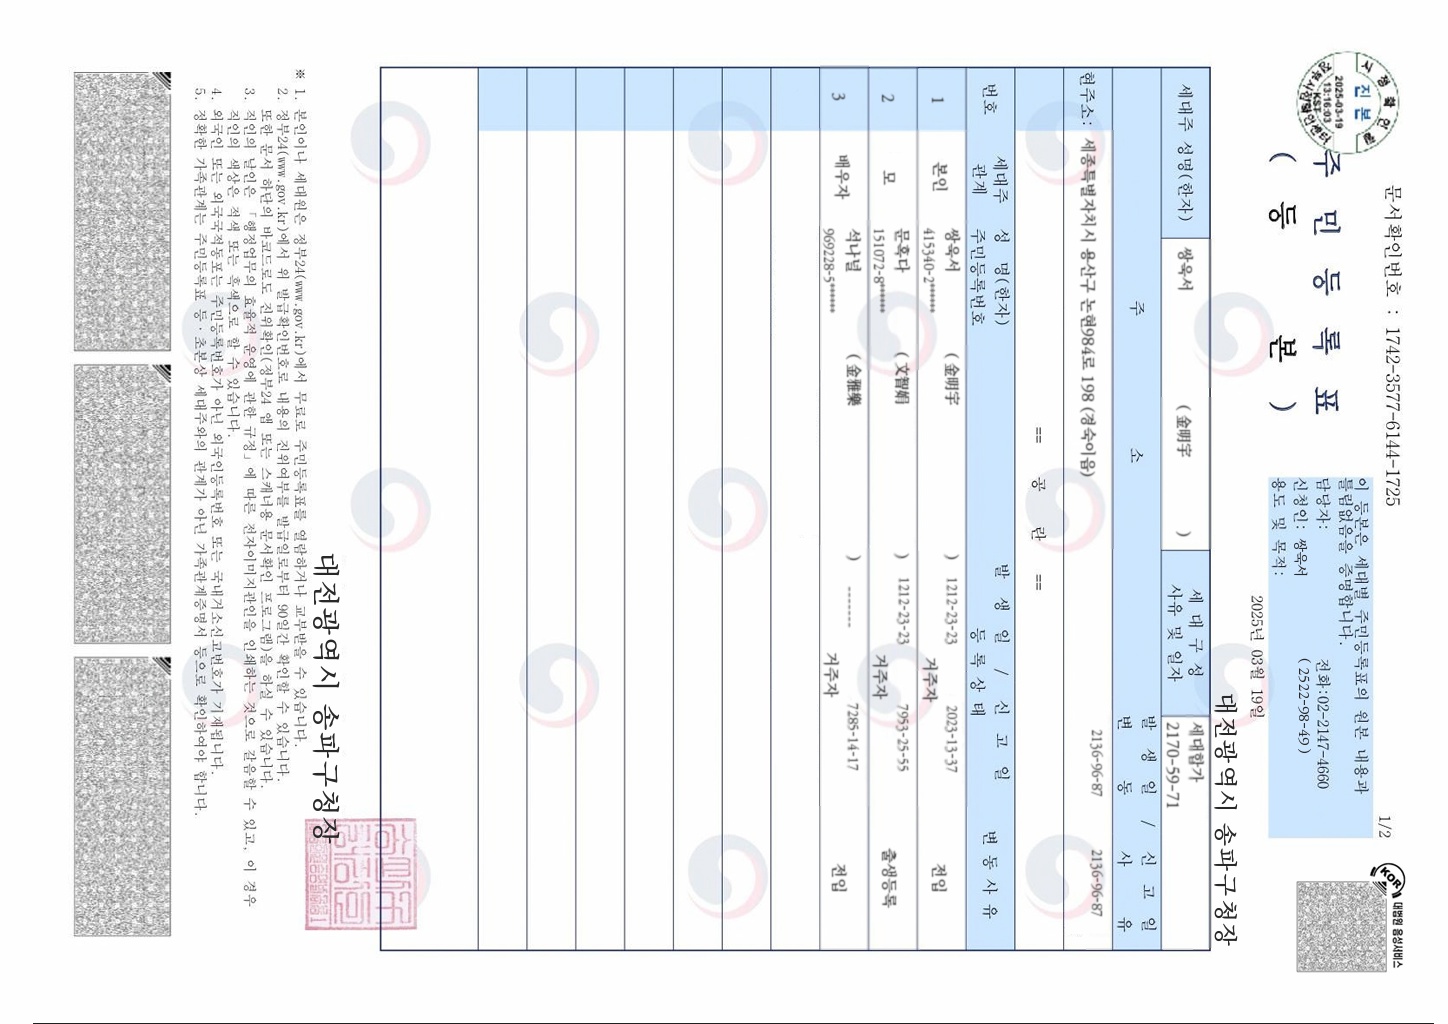 문서확인번호 : 1742-3577-6144-1725
1/2
시점확인필
진본
2025-03-19
13:16:03
KST
주 민 등 록 표
( 등 본 )
이 등본은 세대별 주민등록표의 원본 내용과
틀림없음을 증명합니다.
담당자: 전화:02-2147-4660
신청인: 쌍옥서 (2522-98-49)
용도 및 목적:
2025년 03월 19일
KOR
대법원 음성서비스
대전광역시 송파구청장
세대주 성명(한자) 쌍옥서 ( 金明宇 ) 세 대 구 성 사유 및 일자 세대합가
2170-59-71
주 소 발 생 일 / 신 고 일
변 동 사 유
현주소: 세종특별자치시 용산구 논현984로 198 (경숙이읍) 2136-96-87 2136-96-87
== 공 란 ==
번호 세대주 관계 성 명(한자) 주민등록번호 발 생 일 / 신 고 일 등 록 상 태 변 동 사 유
1 본인 쌍옥서 ( 金明宇 ) 1212-23-23 2023-13-37 전입
415340-2****** 거주자
2 모 문혹다 ( 文智娟 ) 1212-23-23 7953-25-55 출생등록
151072-8****** 거주자
3 배우자 석나널 ( 金雅樂 ) ------- 7285-14-17 전입
969228-5****** 거주자
대전광역시 송파구청장
※ 1. 본인이나 세대원은 정부24(www.gov.kr)에서 무료로 주민등록표를 열람하거나 교부받을 수 있습니다.
2. 정부24(www.gov.kr)에서 위 발급확인번호로 내용의 진위여부를 발급일로부터 90일간 확인할 수 있습니다.
또한 문서 하단의 바코드로도 진위확인(정부24 앱 또는 스캐너용 문서확인 프로그램)을 하실 수 있습니다.
3. 직인의 날인은 「행정업무의 효율적 운영에 관한 규정」에 따른 전자이미지관인을 인쇄하는 것으로 갈음할 수 있고, 이 경우
직인의 색상은 적색 또는 흑색으로 할 수 있습니다.
4. 외국인 또는 외국국적동포는 주민등록번호가 아닌 외국인등록번호 또는 국내거소신고번호가 기재됩니다.
5. 정확한 가족관계는 주민등록표 등·초본상 세대주와의 관계가 아닌 가족관계증명서 등으로 확인하여야 합니다.